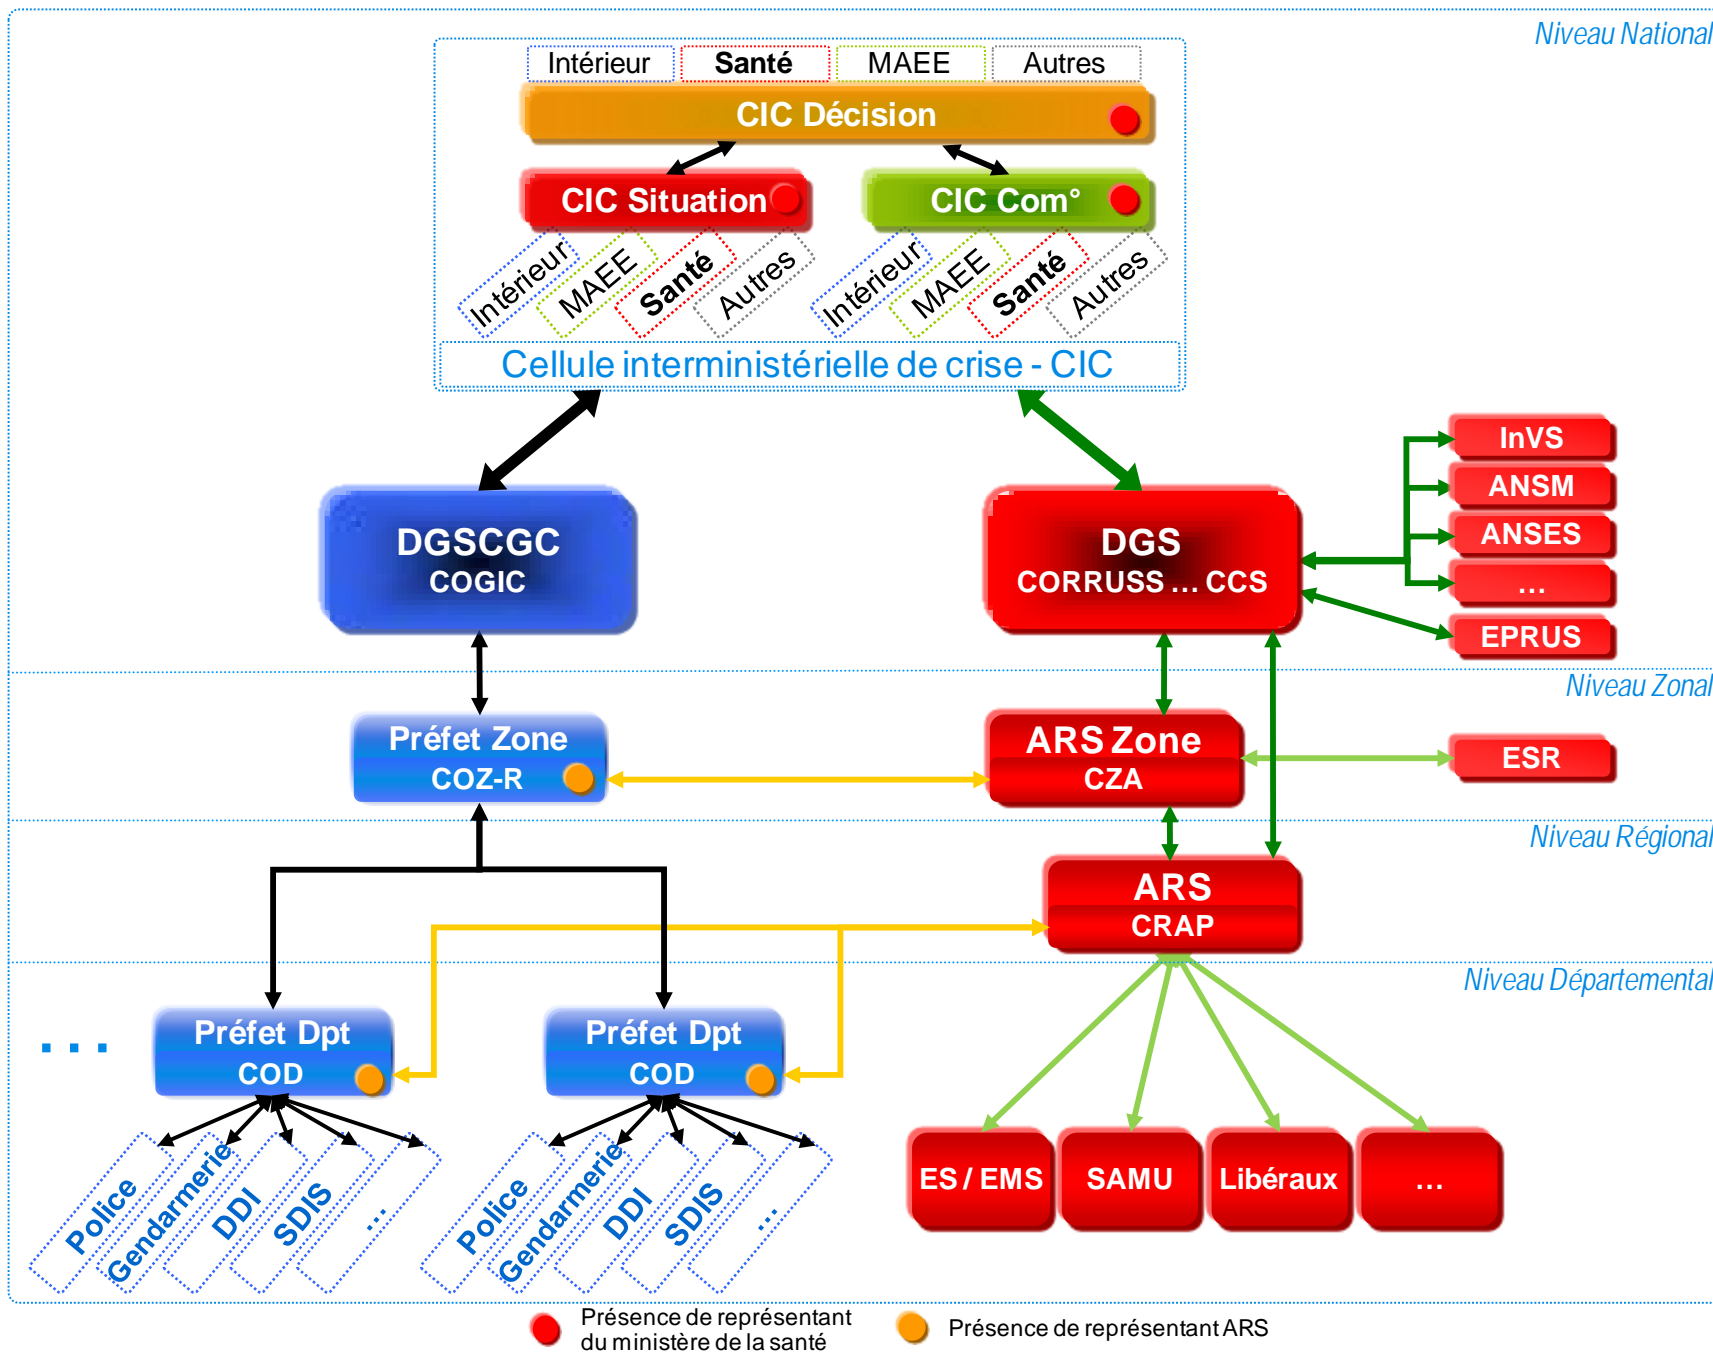 Niveau National
Intérieur
Santé
MAEE
Autres
CIC Décision
CIC Situation
CIC Com°
Intérieur
MAEE
Santé
Autres
Intérieur
MAEE
Santé
Autres
Cellule interministérielle de crise - CIC
InVS
ANSM
ANSES
...
EPRUS
DGSCGC
COGIC
DGS
CORRUSS ... CCS
Niveau Zonal
Préfet Zone
COZ-R
ARS Zone
CZA
ESR
Niveau Régional
ARS
CRAP
Niveau Départemental
...
Préfet Dpt
COD
Préfet Dpt
COD
Police
Gendarmerie
DDI
SDIS
...
Police
Gendarmerie
DDI
SDIS
...
ES / EMS
SAMU
Libéraux
...
Présence de représentant
du ministère de la santé
Présence de représentant ARS